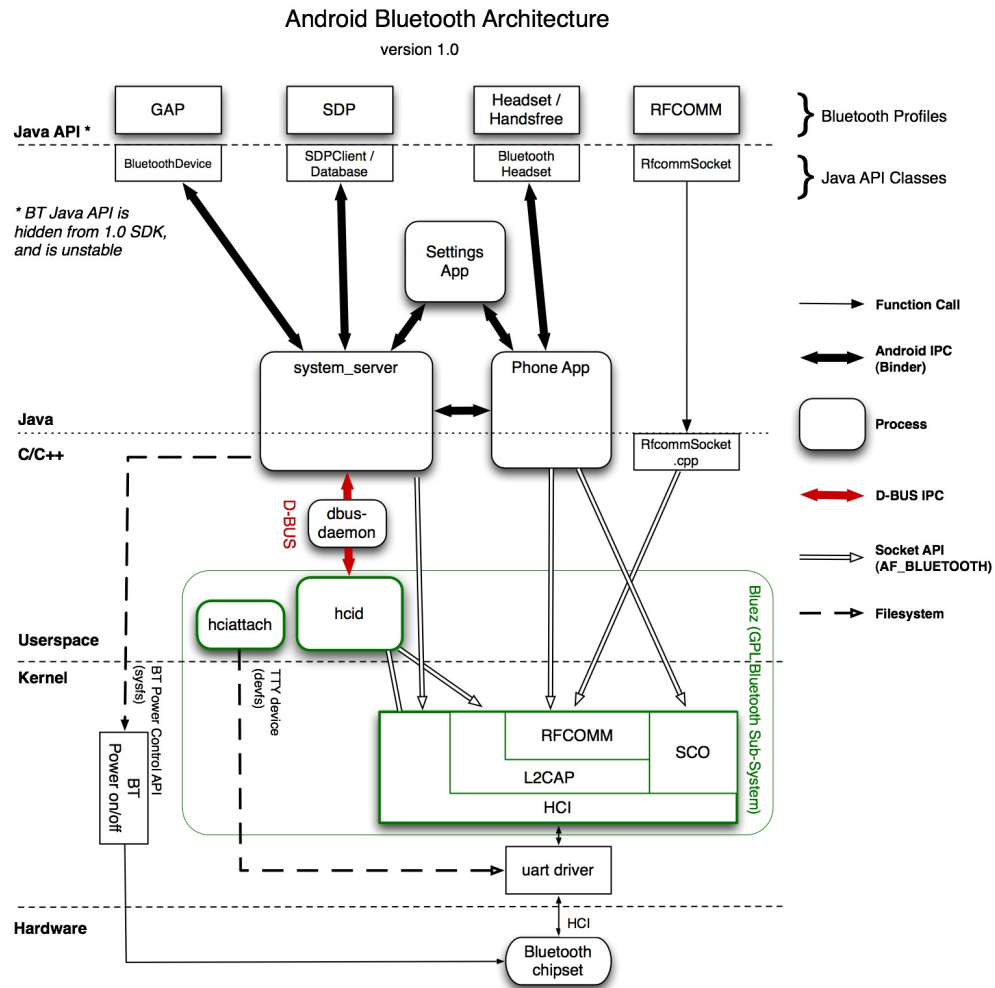 Android Bluetooth Architecture
version 1.0
GAP
SDP
Headset /
Handsfree
RFCOMM
Bluetooth Profiles
Java API *
BluetoothDevice
SDPClient /
Database
Bluetooth
Headset
RfcommSocket
Java API Classes
* BT Java API is
hidden from 1.0 SDK,
and is unstable
Settings
App
Function Call
Android IPC
(Binder)
system_server
Phone App
Java
C/C++
RfcommSocket
.cpp
Process
D-BUS
dbus-
daemon
D-BUS IPC
Socket API
(AF_BLUETOOTH)
Filesystem
hciattach
hcid
Bluez (GPL Bluetooth Sub-System)
Userspace
Kernel
BT Power Control API
(sysfs)
TTY device
(devfs)
BT
Power on/off
RFCOMM
SCO
L2CAP
HCI
uart driver
Hardware
HCI
Bluetooth
chipset